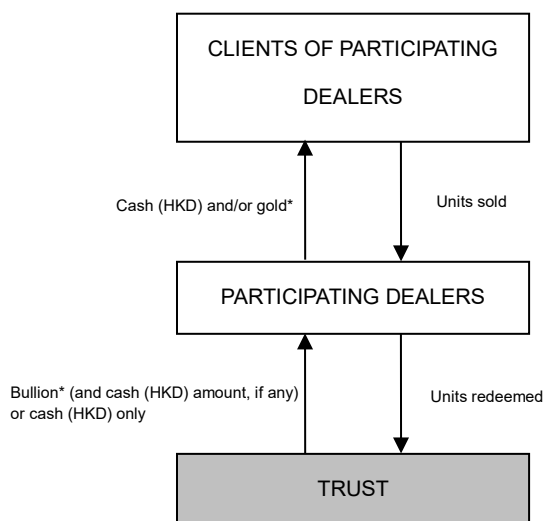 CLIENTS OF PARTICIPATING
DEALERS
Cash (HKD) and/or gold*
Units sold
PARTICIPATING DEALERS
Bullion* (and cash (HKD) amount, if any)
or cash (HKD) only
Units redeemed
TRUST